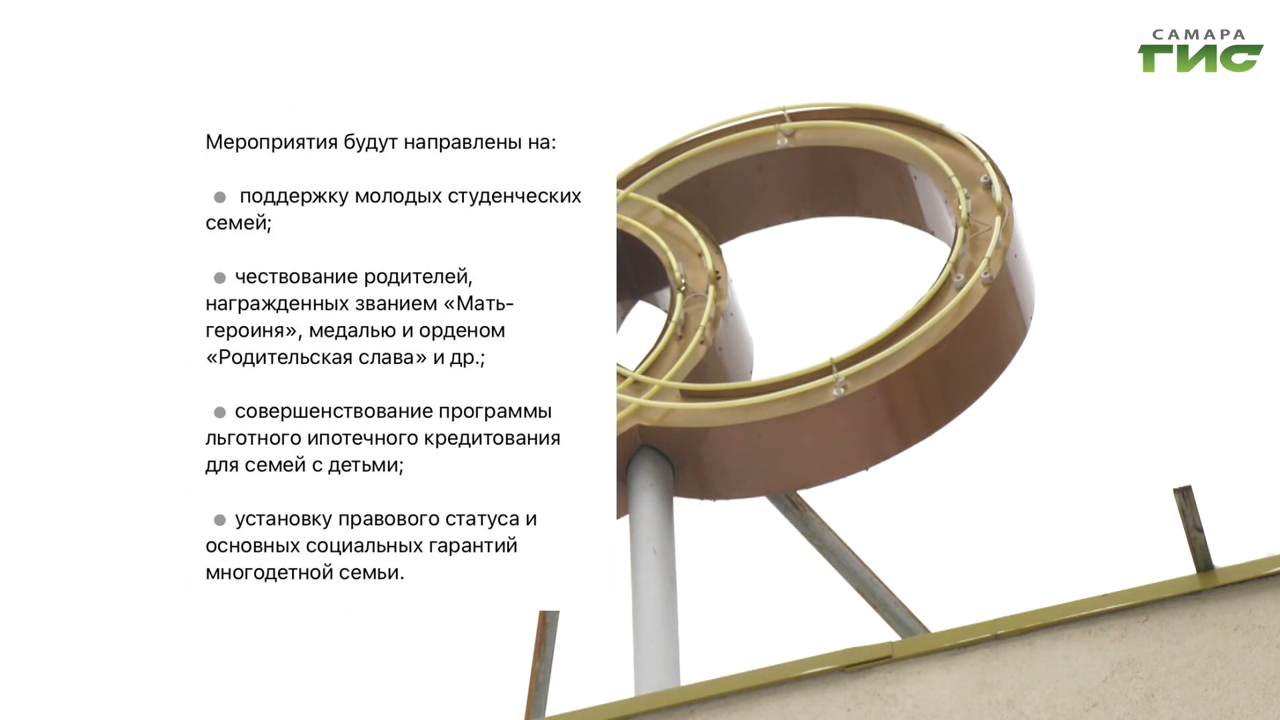 САМАРА
ГИС
Мероприятия будут направлены на:
● поддержку молодых студенческих
семей;
● чествование родителей,
награжденных званием «Мать-
героиня», медалью и орденом
«Родительская слава» и др.;
● совершенствование программы
льготного ипотечного кредитования
для семей с детьми;
● установку правового статуса и
основных социальных гарантий
многодетной семьи.